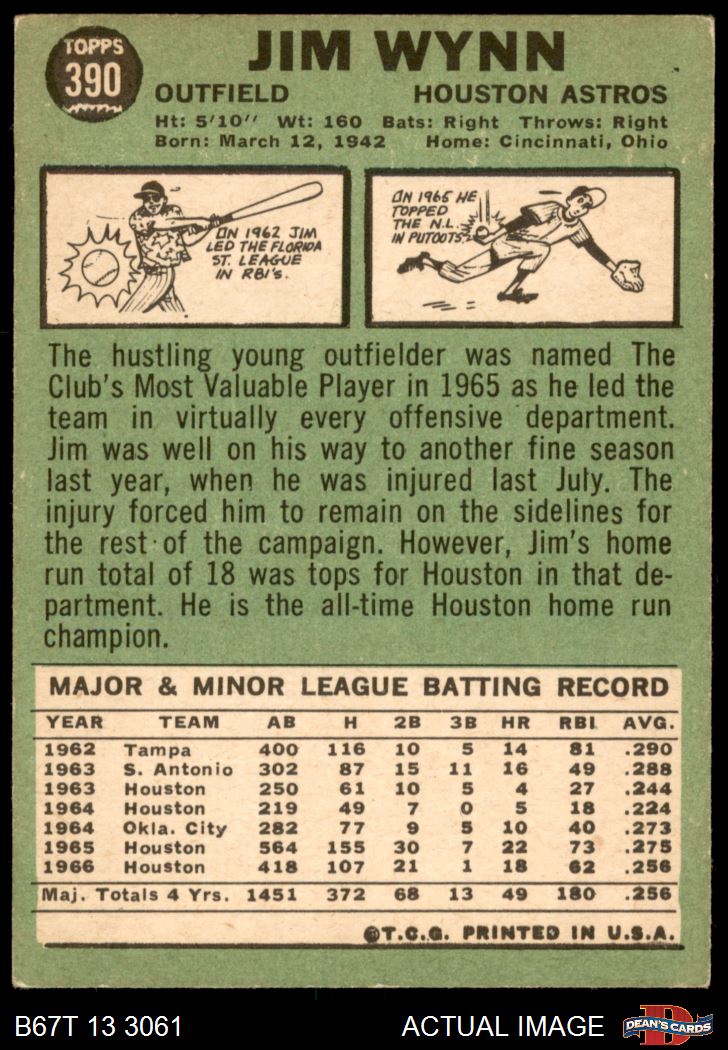 TOPPS
390
JIM WYNN
OUTFIELD HOUSTON ASTROS
Ht: 5'10" Wt: 160 Bats: Right Throws: Right
Born: March 12, 1942 Home: Cincinnati, Ohio
IN 1962 JIM
LED THE FLORIDA
ST. LEAGUE
IN RBI's.
IN 1965 HE
TOPPED
THE N.L.
IN PUTOUTS.
The hustling young outfielder was named The
Club's Most Valuable Player in 1965 as he led the
team in virtually every offensive department.
Jim was well on his way to another fine season
last year, when he was injured last July. The
injury forced him to remain on the sidelines for
the rest of the campaign. However, Jim's home
run total of 18 was tops for Houston in that de-
partment. He is the all-time Houston home run
champion.
MAJOR & MINOR LEAGUE BATTING RECORD
YEAR TEAM AB H 2B 3B HR RBI AVG.
1962 Tampa 400 116 10 5 14 81 .290
1963 S. Antonio 302 87 15 11 16 49 .288
1963 Houston 250 61 10 5 4 27 .244
1964 Houston 219 49 7 0 5 18 .224
1964 Okla. City 282 77 9 5 10 40 .273
1965 Houston 564 155 30 7 22 73 .275
1966 Houston 418 107 21 1 18 62 .256
Maj. Totals 4 Yrs. 1451 372 68 13 49 180 .256
©T.C.G. PRINTED IN U.S.A.
B67T 13 3061 ACTUAL IMAGE
D
DEAN'S CARDS